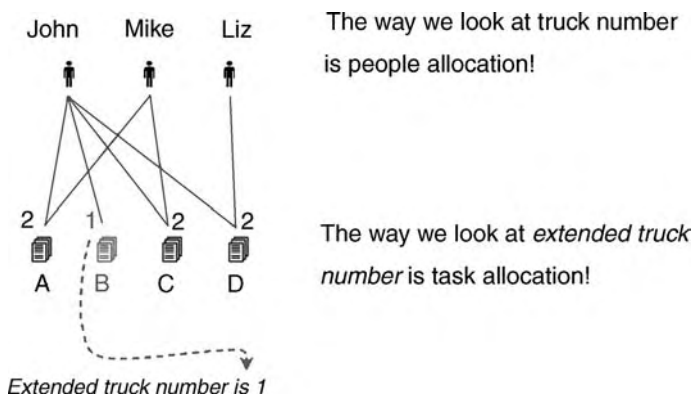 John Mike Liz
The way we look at truck number
is people allocation!
2 1 2 2
A B C D
The way we look at extended truck
number is task allocation!
Extended truck number is 1